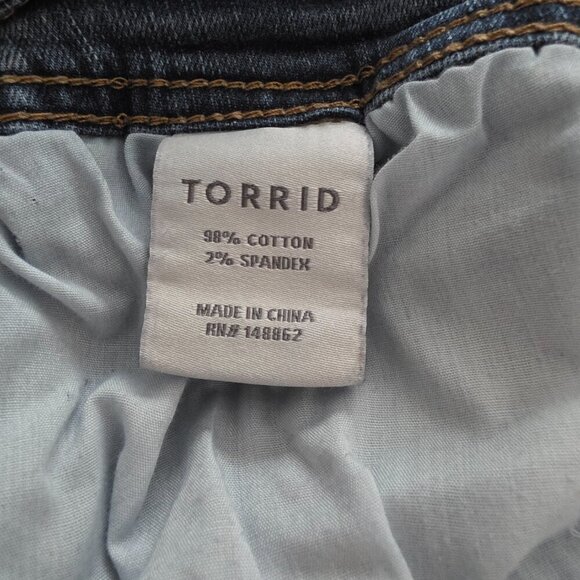 TORRID
98% COTTON
2% SPANDEX
MADE IN CHINA
RN# 148862